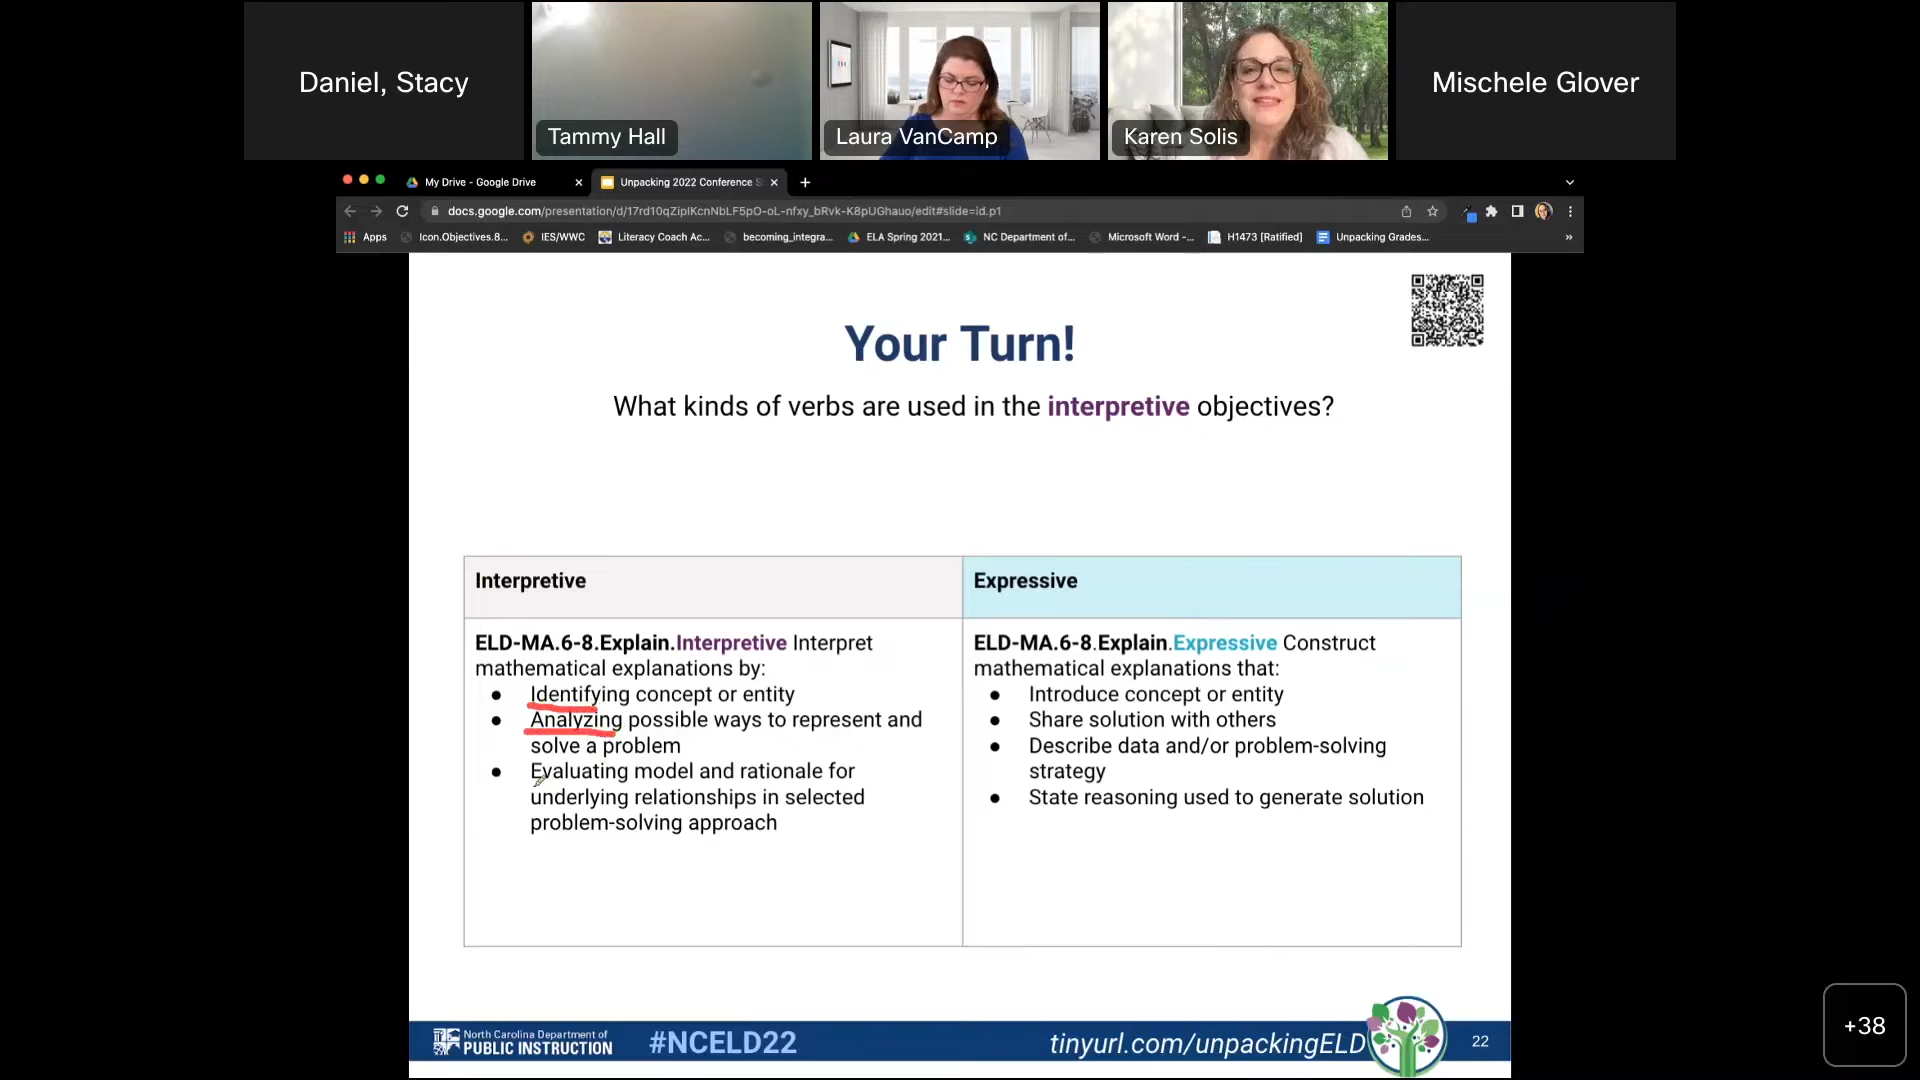 Daniel, Stacy
Tammy Hall
Laura VanCamp
Karen Solis
Mischele Glover
My Drive - Google Drive
Unpacking 2022 Conference S
docs.google.com/presentation/d/17rd10qZiplKcnNbLF5pO-oL-nfxy_bRvk-K8pUGhauo/edit#slide=id.p1
Apps
Icon.Objectives.8...
IES/WWC
Literacy Coach Ac...
becoming_integra...
ELA Spring 2021...
NC Department of...
Microsoft Word -...
H1473 [Ratified]
Unpacking Grades...
»
Your Turn!
What kinds of verbs are used in the interpretive objectives?
Interpretive
ELD-MA.6-8.Explain.Interpretive Interpret
mathematical explanations by:
● Identifying concept or entity
● Analyzing possible ways to represent and
solve a problem
● Evaluating model and rationale for
underlying relationships in selected
problem-solving approach
Expressive
ELD-MA.6-8.Explain.Expressive Construct
mathematical explanations that:
● Introduce concept or entity
● Share solution with others
● Describe data and/or problem-solving
strategy
● State reasoning used to generate solution
North Carolina Department of
PUBLIC INSTRUCTION
#NCELD22
tinyurl.com/unpackingELD
22
+38